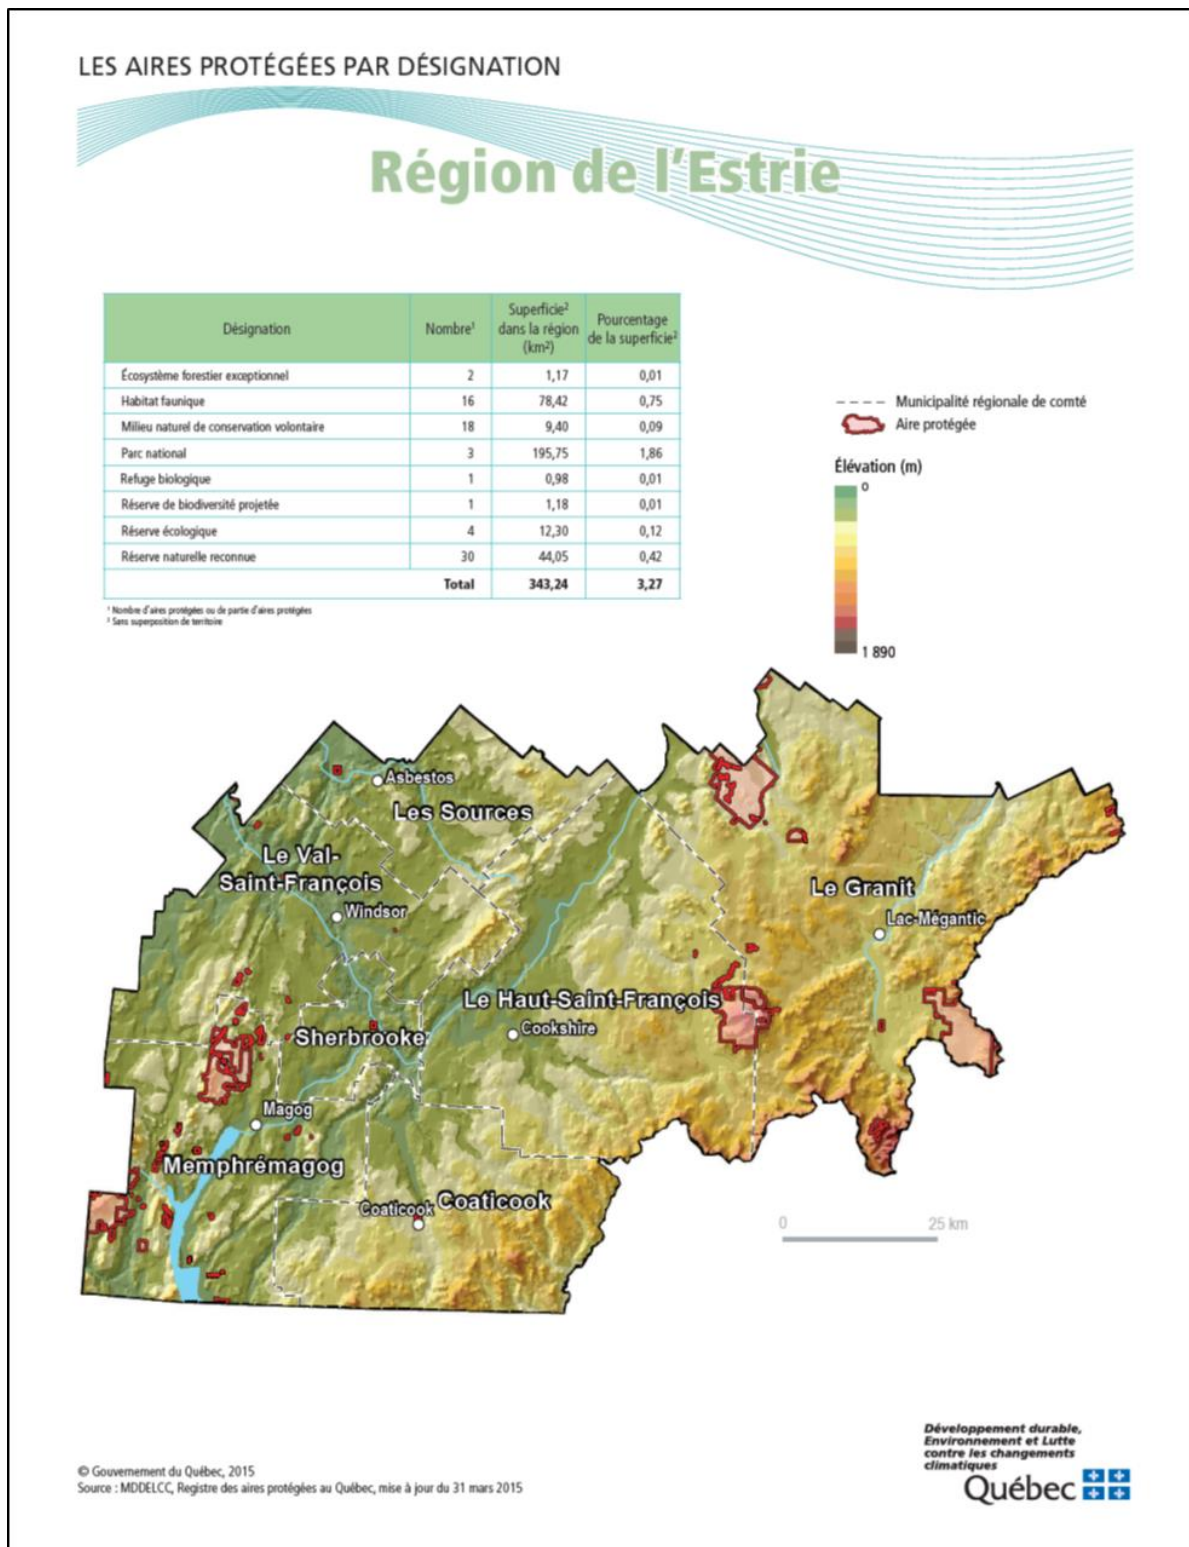 LES AIRES PROTÉGÉES PAR DÉSIGNATION
Région de l'Estrie
Désignation Nombre¹ Superficie² dans la région (km²) Pourcentage de la superficie²
Écosystème forestier exceptionnel 2 1,17 0,01
Habitat faunique 16 78,42 0,75
Milieu naturel de conservation volontaire 18 9,40 0,09
Parc national 3 195,75 1,86
Refuge biologique 1 0,98 0,01
Réserve de biodiversité projetée 1 1,18 0,01
Réserve écologique 4 12,30 0,12
Réserve naturelle reconnue 30 44,05 0,42
Total 343,24 3,27
¹ Nombre d'aires protégées ou de partie d'aires protégées
² Sans superposition de territoire
Municipalité régionale de comté
Aire protégée
Élévation (m)
0
1 890
Asbestos
Les Sources
Le Val-
Saint-François
Windsor
Le Granit
Lac-Mégantic
Le Haut-Saint-François
Cookshire
Sherbrooke
Magog
Memphrémagog
Coaticook
Coaticook
0 25 km
Développement durable,
Environnement et Lutte
contre les changements
climatiques
Québec
© Gouvernement du Québec, 2015
Source : MDDELCC, Registre des aires protégées au Québec, mise à jour du 31 mars 2015